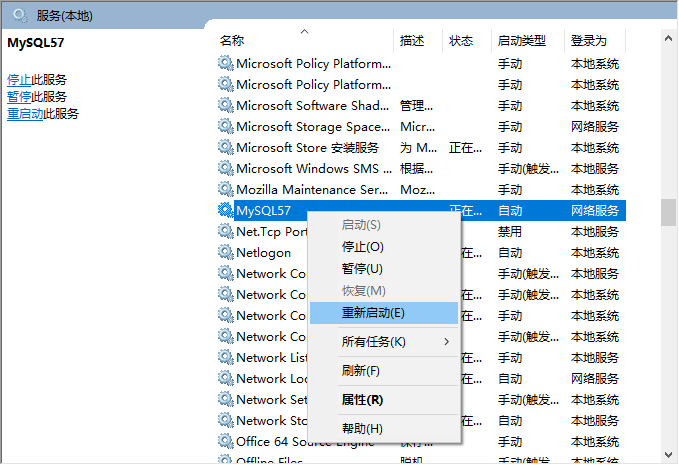 服务(本地)
MySQL57
停止此服务
暂停此服务
重启动此服务
名称 描述 状态 启动类型 登录为
Microsoft Policy Platform... 手动 本地系统
Microsoft Policy Platform... 手动 本地系统
Microsoft Software Shad... 管理... 手动 本地系统
Microsoft Storage Space... Micr... 手动 网络服务
Microsoft Store 安装服务 为 M... 正在... 手动 本地系统
Microsoft Windows SMS ... 根据... 手动(触发... 本地系统
Mozilla Maintenance Ser... Moz... 手动 本地系统
MySQL57 正在... 自动 网络服务
Net.Tcp Port 禁用 本地服务
Netlogon 在... 自动 本地系统
Network Co 手动(触发... 本地服务
Network Co 在... 手动(触发... 本地系统
Network Co 在... 手动 本地系统
Network Co 在... 手动(触发... 本地系统
Network List 在... 手动 本地服务
Network Loc 在... 自动 网络服务
Network Set 在... 手动(触发... 本地系统
Network Sto 在... 自动 本地服务
Office 64 Source Engine 保存... 手动 本地系统
Offline Files 脱机... 手动(触发... 本地系统
启动(S)
停止(O)
暂停(U)
恢复(M)
重新启动(E)
所有任务(K)
刷新(F)
属性(R)
帮助(H)